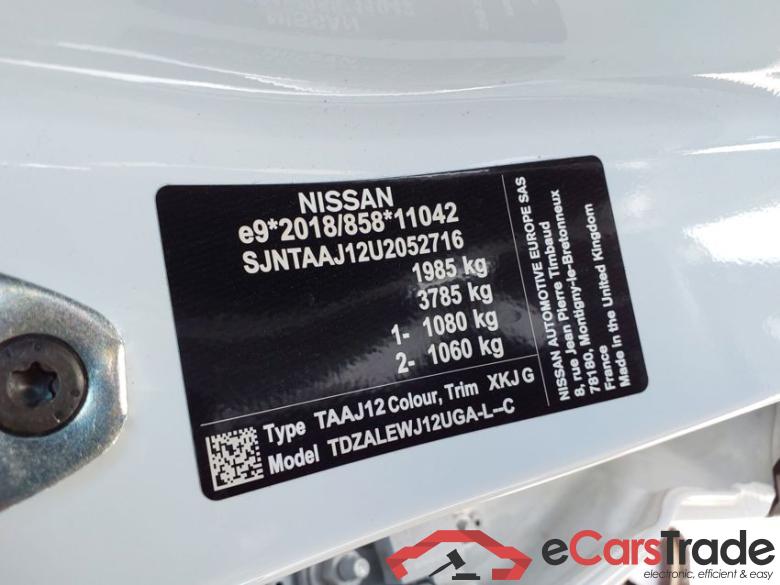 NISSAN
e9*2018/858*11042
SJNTAAJ12U2052716
1985 kg
3785 kg
1- 1080 kg
2- 1060 kg
Type TAAJ12 Colour, Trim XKJ G
Model TDZALEWJ12UGA-L--C
NISSAN AUTOMOTIVE EUROPE SAS
8, rue Jean Pierre Timbaud
78180, Montigny-le-Bretonneux
France
Made in the United Kingdom
eCarsTrade
electronic, efficient & easy